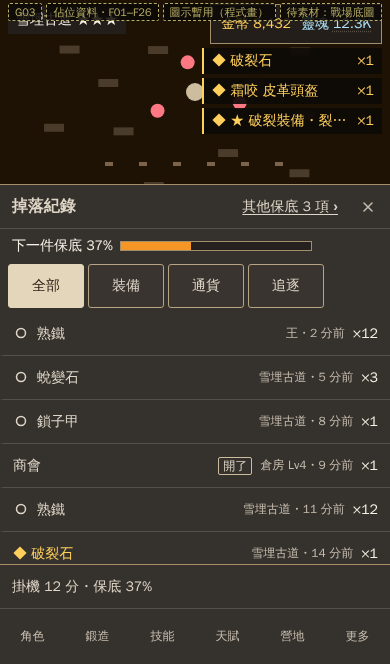 G03 佔位資料・F01–F26 圖示暫用（程式畫） 待素材：戰場底圖
金幣 8,432 靈魂 12.3K
破裂石 ×1
霜咬 皮革頭盔 ×1
★ 破裂裝備・裂⋯ ×1
掉落紀錄 其他保底 3 項 › ×
下一件保底 37%
全部 裝備 通貨 追逐
熟鐵 王・2 分前 ×12
蛻變石 雪埋古道・5 分前 ×3
鎖子甲 雪埋古道・8 分前 ×1
商會 開了 倉房 Lv4・9 分前 ×1
熟鐵 雪埋古道・11 分前 ×12
破裂石 雪埋古道・14 分前 ×1
掛機 12 分・保底 37%
角色 鍛造 技能 天賦 營地 更多